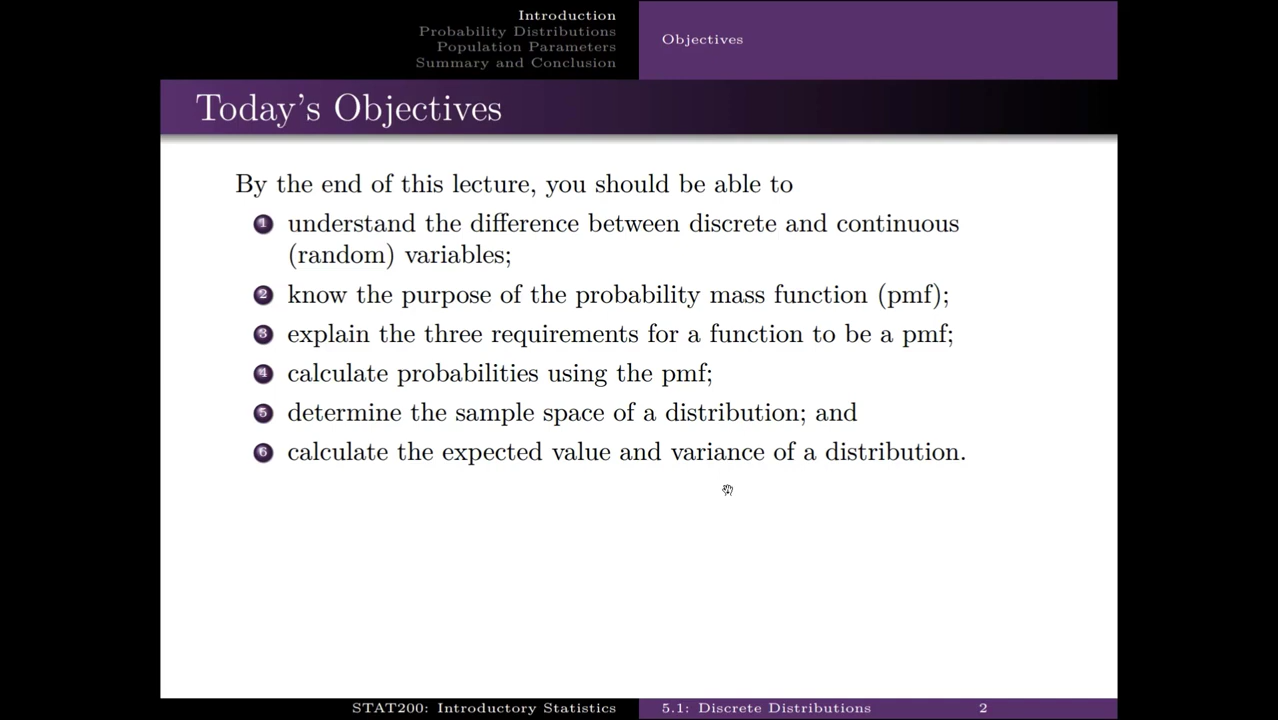 Introduction
Probability Distributions
Population Parameters
Summary and Conclusion
Objectives
Today's Objectives
By the end of this lecture, you should be able to
1 understand the difference between discrete and continuous
(random) variables;
2 know the purpose of the probability mass function (pmf);
3 explain the three requirements for a function to be a pmf;
4 calculate probabilities using the pmf;
5 determine the sample space of a distribution; and
6 calculate the expected value and variance of a distribution.
STAT200: Introductory Statistics
5.1: Discrete Distributions 2